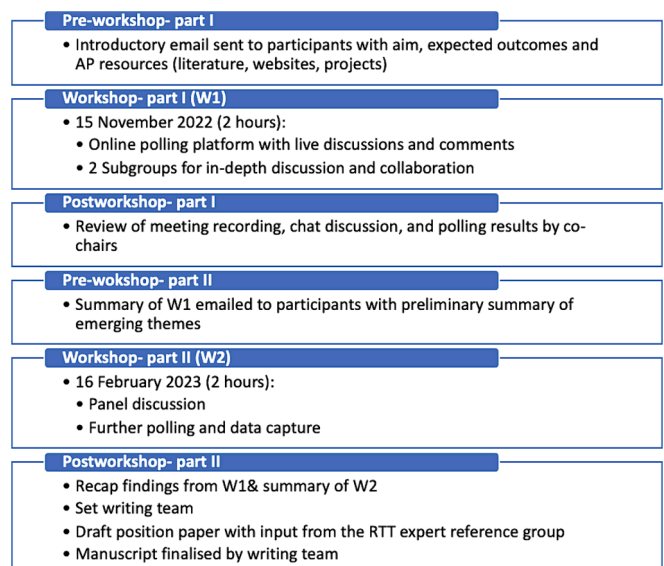 Pre-workshop- part I
• Introductory email sent to participants with aim, expected outcomes and
AP resources (literature, websites, projects)
Workshop- part I (W1)
• 15 November 2022 (2 hours):
• Online polling platform with live discussions and comments
• 2 Subgroups for in-depth discussion and collaboration
Postworkshop- part I
• Review of meeting recording, chat discussion, and polling results by co-
chairs
Pre-wokshop- part II
• Summary of W1 emailed to participants with preliminary summary of
emerging themes
Workshop- part II (W2)
• 16 February 2023 (2 hours):
• Panel discussion
• Further polling and data capture
Postworkshop- part II
• Recap findings from W1& summary of W2
• Set writing team
• Draft position paper with input from the RTT expert reference group
• Manuscript finalised by writing team